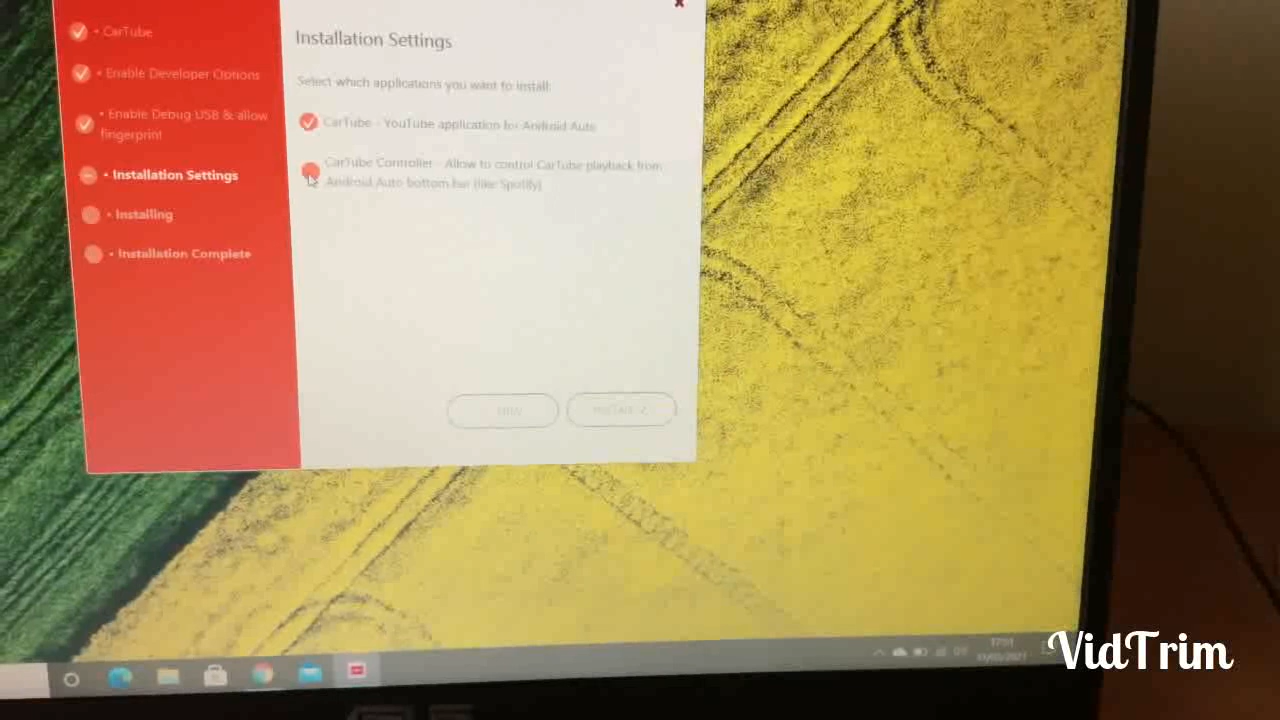 • CarTube
• Enable Developer Options
• Enable Debug USB & allow
fingerprint
• Installation Settings
• Installing
• Installation Complete
Installation Settings
Select which applications you want to install:
CarTube - YouTube application for Android Auto
CarTube Controller - Allow to control CarTube playback from
Android Auto bottom bar (like Spotify)
VidTrim